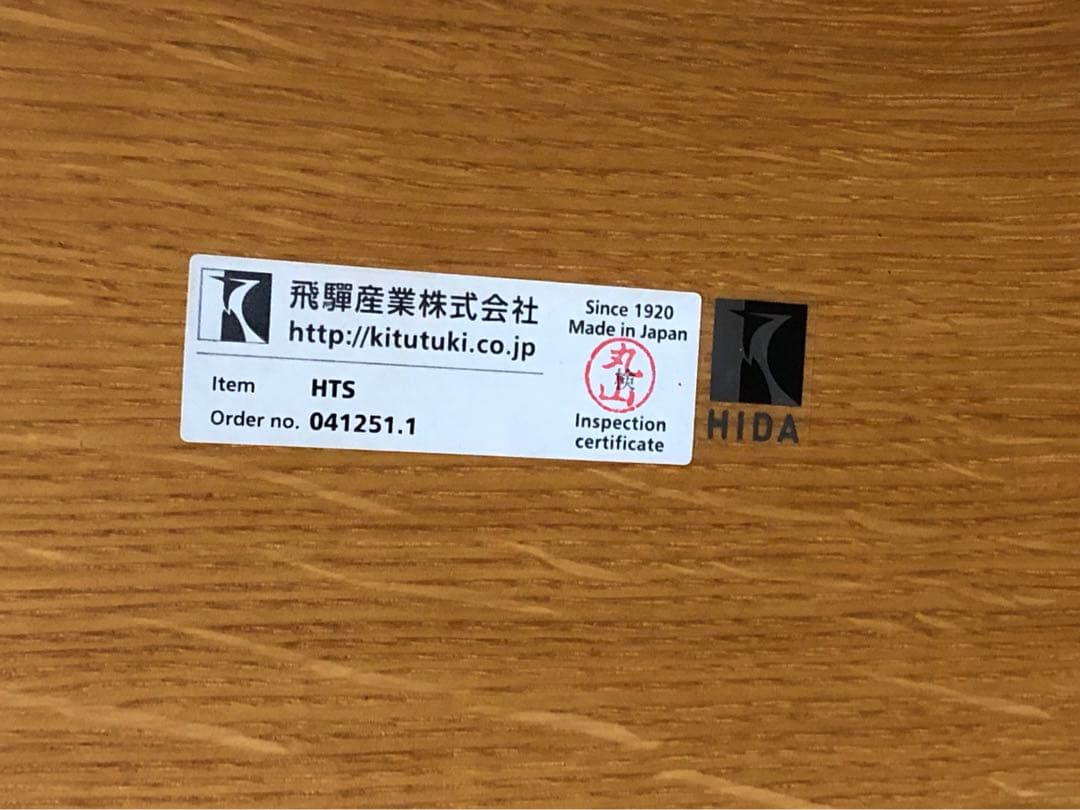 飛驒産業株式会社
http://kitutuki.co.jp
Item HTS
Order no. 041251.1
Since 1920
Made in Japan
検
丸山
Inspection
certificate
HIDA